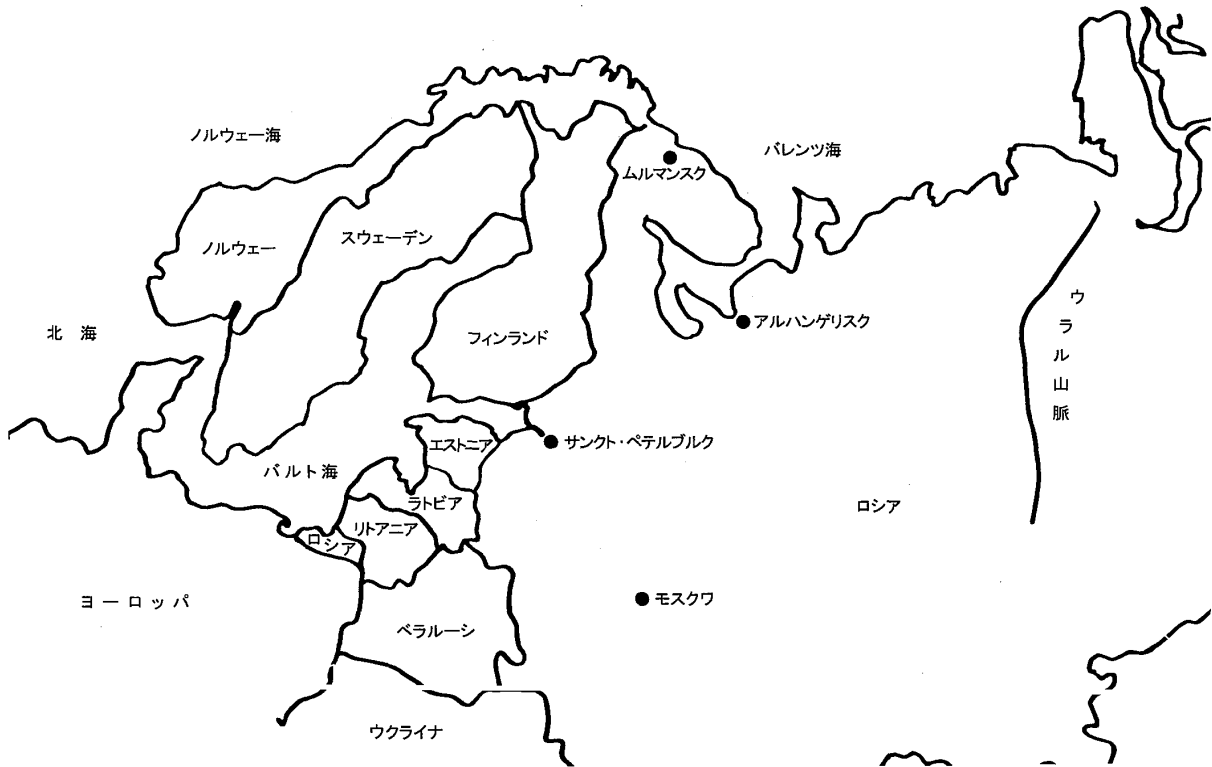 ノルウェー海
バレンツ海
ムルマンスク
ノルウェー
スウェーデン
ウラル山脈
北 海
フィンランド
アルハンゲリスク
エストニア
サンクト・ペテルブルク
バルト海
ラトビア
ロシア
リトアニア
ロシア
ヨーロッパ
モスクワ
ベラルーシ
ウクライナ